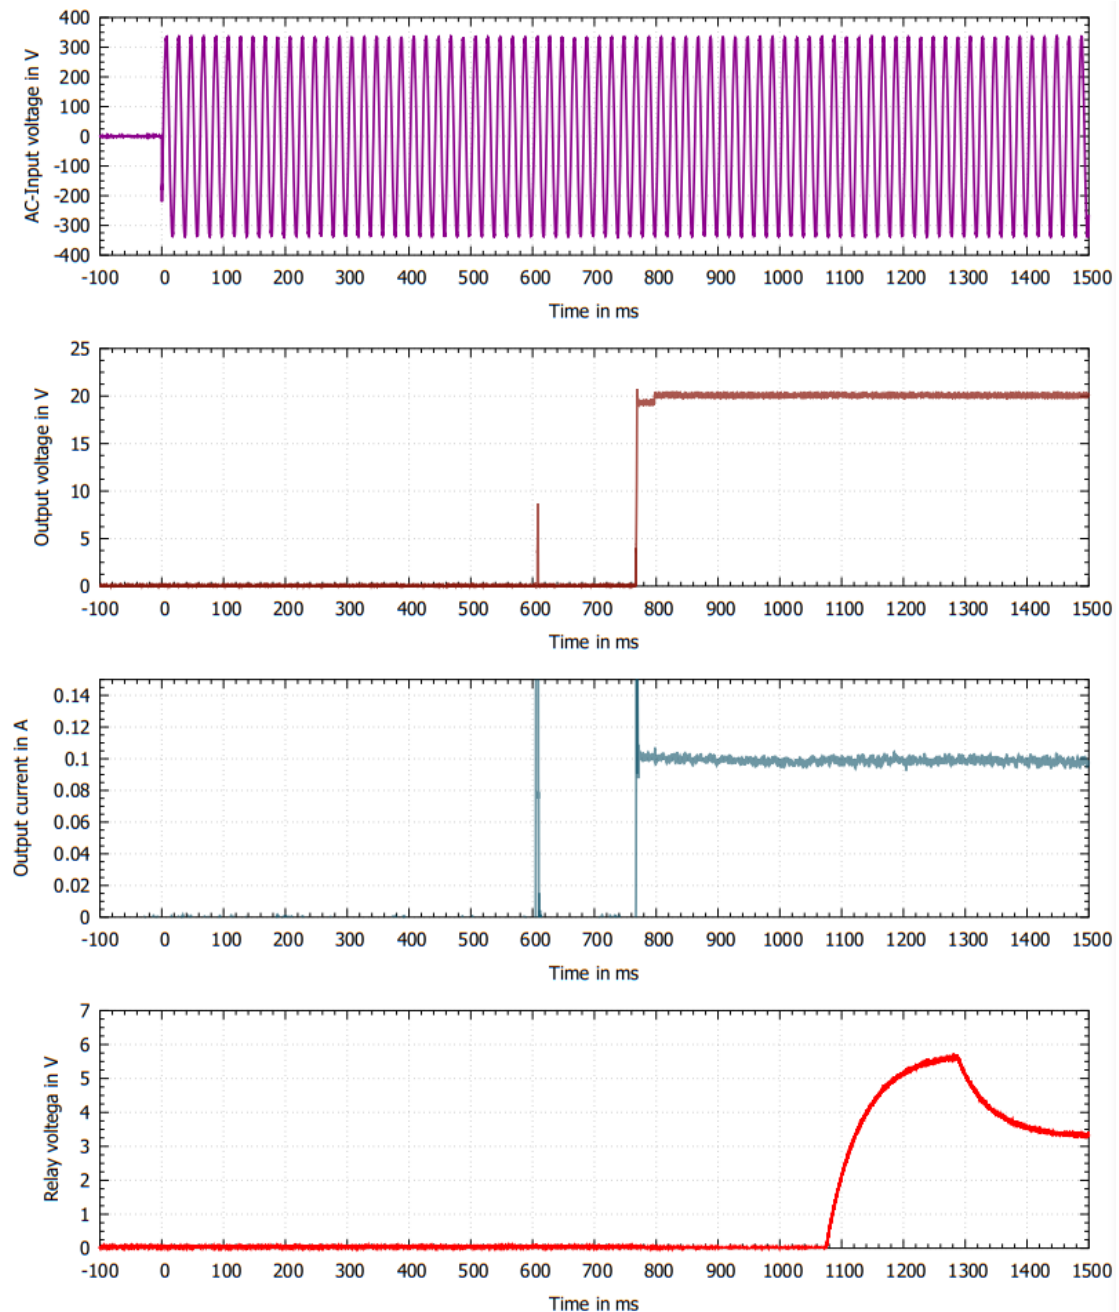 400
300
200
100
0
-100
-200
-300
-400
AC-Input voltage in V
-100 0 100 200 300 400 500 600 700 800 900 1000 1100 1200 1300 1400 1500
Time in ms
25
20
15
10
5
0
Output voltage in V
-100 0 100 200 300 400 500 600 700 800 900 1000 1100 1200 1300 1400 1500
Time in ms
0.14
0.12
0.1
0.08
0.06
0.04
0.02
0
Output current in A
-100 0 100 200 300 400 500 600 700 800 900 1000 1100 1200 1300 1400 1500
Time in ms
7
6
5
4
3
2
1
0
Relay voltega in V
-100 0 100 200 300 400 500 600 700 800 900 1000 1100 1200 1300 1400 1500
Time in ms